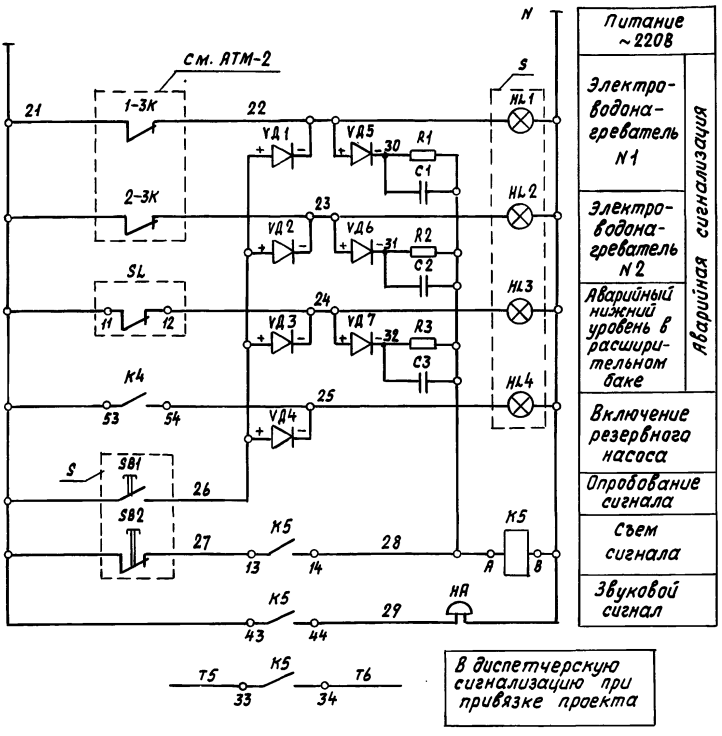 N
см. АТМ-2
S
21
1-3К
22
HL1
VД1
VД5
30
R1
C1
+
-
+
-
2-3К
23
HL2
VД2
VД6
31
R2
C2
+
-
+
-
SL
24
HL3
11
12
VД3
VД7
32
R3
C3
+
-
+
-
К4
25
HL4
53
54
VД4
+
-
S
SB1
26
SB2
27
К5
28
К5
13
14
А
В
К5
29
НА
43
44
Т5
К5
Т6
33
34
Питание
~220В
Электро-
водона-
греватель
N1
Электро-
водона-
греватель
N2
Аварийный
нижний
уровень в
расшири-
тельном
баке
Аварийная сигнализация
Включение
резервного
насоса
Опробование
сигнала
Съем
сигнала
Звуковой
сигнал
В диспетчерскую
сигнализацию при
привязке проекта